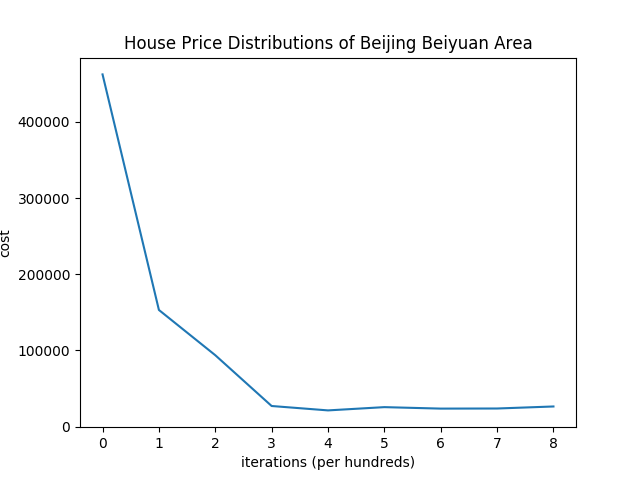 House Price Distributions of Beijing Beiyuan Area
400000
300000
200000
100000
0
cost
0 1 2 3 4 5 6 7 8
iterations (per hundreds)